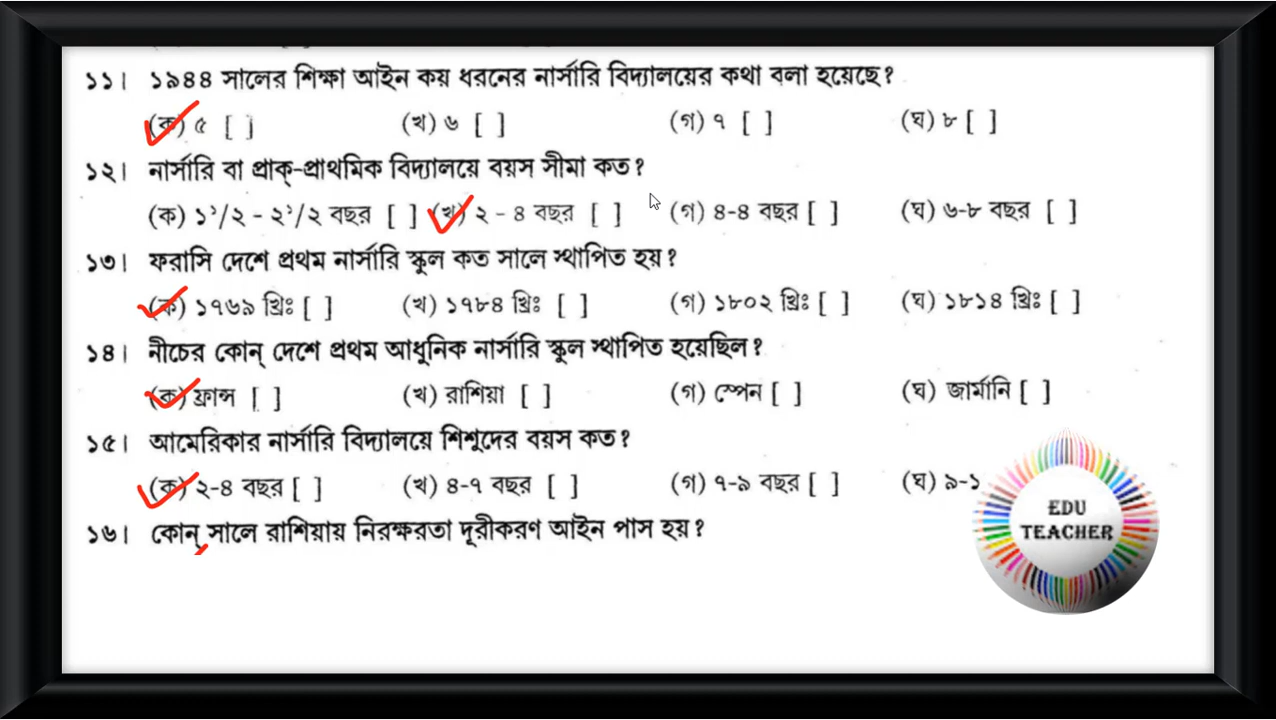 ১১। ১৯৪৪ সালের শিক্ষা আইন কয় ধরনের নার্সারি বিদ্যালয়ের কথা বলা হয়েছে?
(ক) ৫ [ ] (খ) ৬ [ ] (গ) ৭ [ ] (ঘ) ৮ [ ]
১২। নার্সারি বা প্রাক্-প্রাথমিক বিদ্যালয়ে বয়স সীমা কত?
(ক) ১১/২ - ২১/২ বছর [ ] (খ) ২ - ৪ বছর [ ] (গ) ৪-৪ বছর [ ] (ঘ) ৬-৮ বছর [ ]
১৩। ফরাসি দেশে প্রথম নার্সারি স্কুল কত সালে স্থাপিত হয়?
(ক) ১৭৬৯ খ্রিঃ [ ] (খ) ১৭৮৪ খ্রিঃ [ ] (গ) ১৮০২ খ্রিঃ [ ] (ঘ) ১৮১৪ খ্রিঃ [ ]
১৪। নীচের কোন্ দেশে প্রথম আধুনিক নার্সারি স্কুল স্থাপিত হয়েছিল?
(ক) ফ্রান্স [ ] (খ) রাশিয়া [ ] (গ) স্পেন [ ] (ঘ) জার্মানি [ ]
১৫। আমেরিকার নার্সারি বিদ্যালয়ে শিশুদের বয়স কত?
(ক) ২-৪ বছর [ ] (খ) ৪-৭ বছর [ ] (গ) ৭-৯ বছর [ ] (ঘ) ৯-১
১৬। কোন্ সালে রাশিয়ায় নিরক্ষরতা দূরীকরণ আইন পাস হয়?
EDU
TEACHER